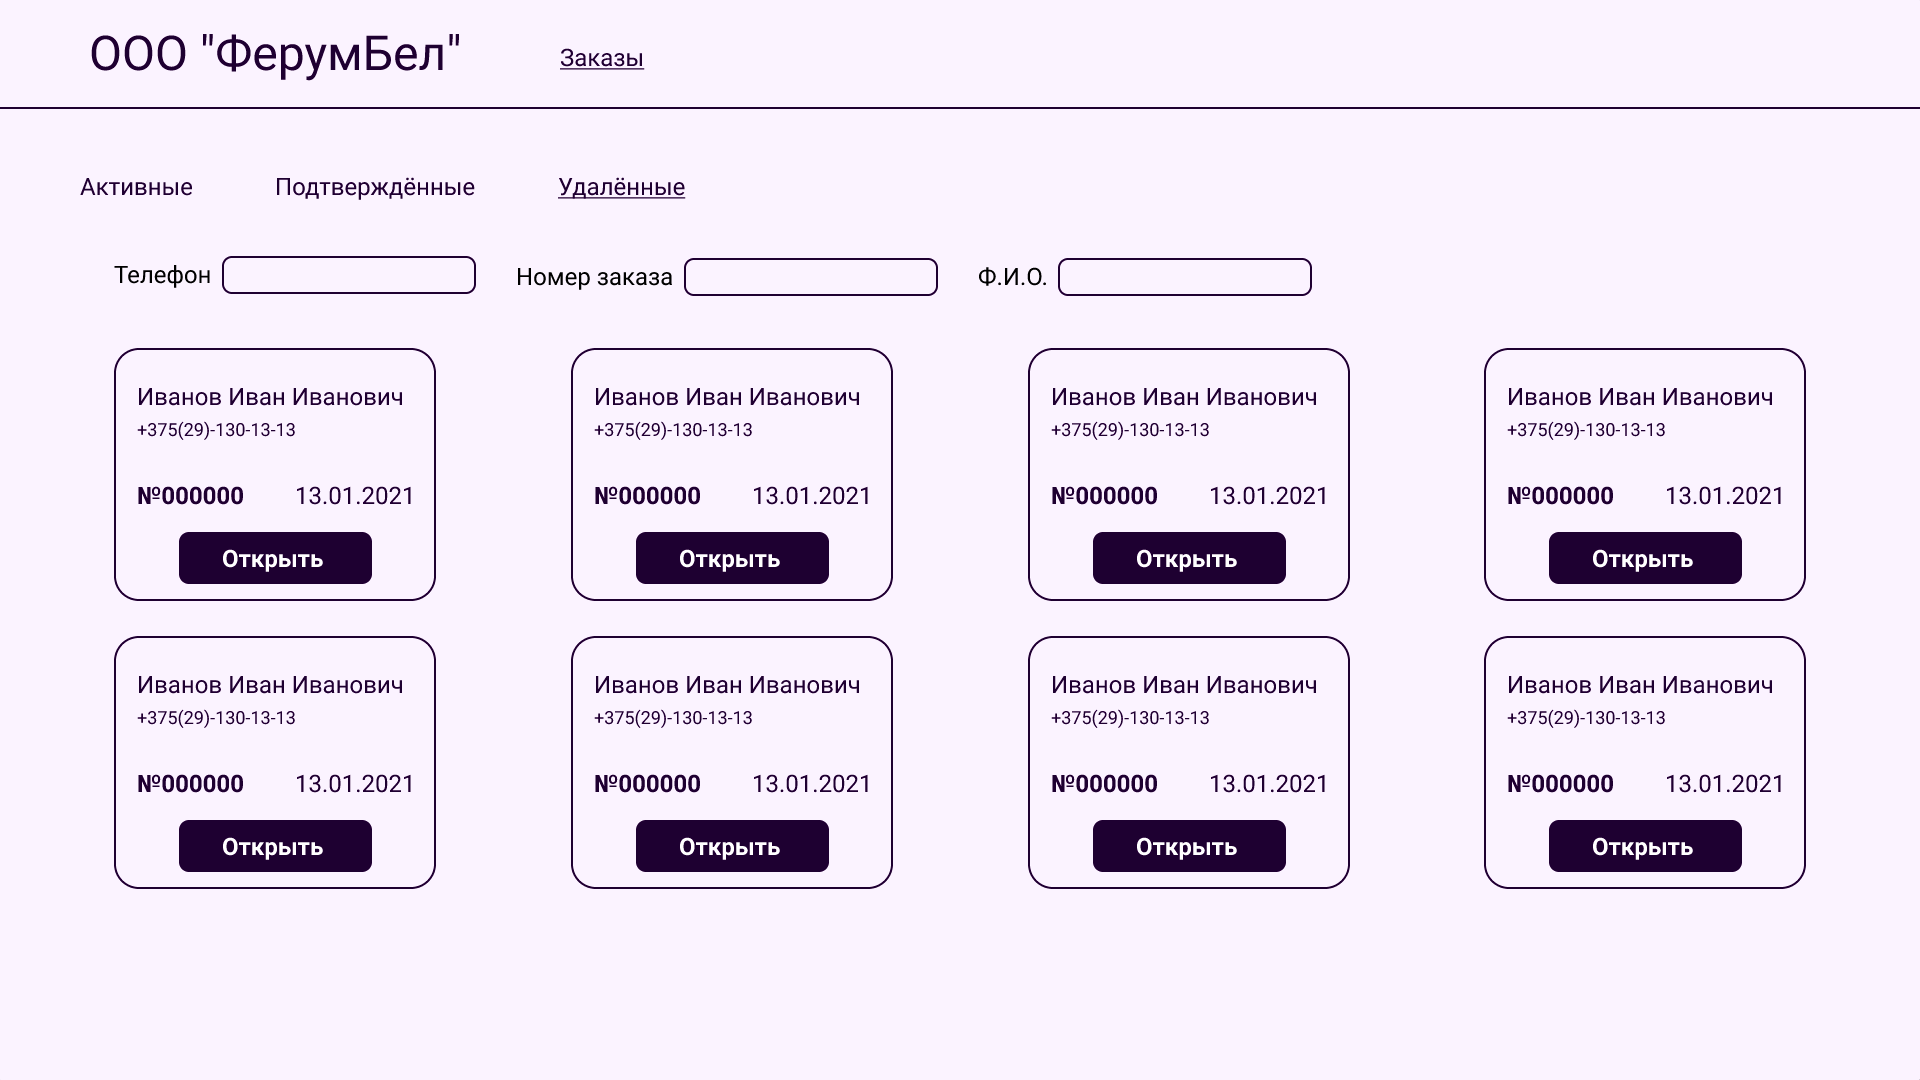 ООО "ФерумБел" Заказы
Активные Подтверждённые Удалённые
Телефон Номер заказа Ф.И.О.
Иванов Иван Иванович Иванов Иван Иванович Иванов Иван Иванович Иванов Иван Иванович
+375(29)-130-13-13 +375(29)-130-13-13 +375(29)-130-13-13 +375(29)-130-13-13
№000000 13.01.2021 №000000 13.01.2021 №000000 13.01.2021 №000000 13.01.2021
Открыть Открыть Открыть Открыть
Иванов Иван Иванович Иванов Иван Иванович Иванов Иван Иванович Иванов Иван Иванович
+375(29)-130-13-13 +375(29)-130-13-13 +375(29)-130-13-13 +375(29)-130-13-13
№000000 13.01.2021 №000000 13.01.2021 №000000 13.01.2021 №000000 13.01.2021
Открыть Открыть Открыть Открыть